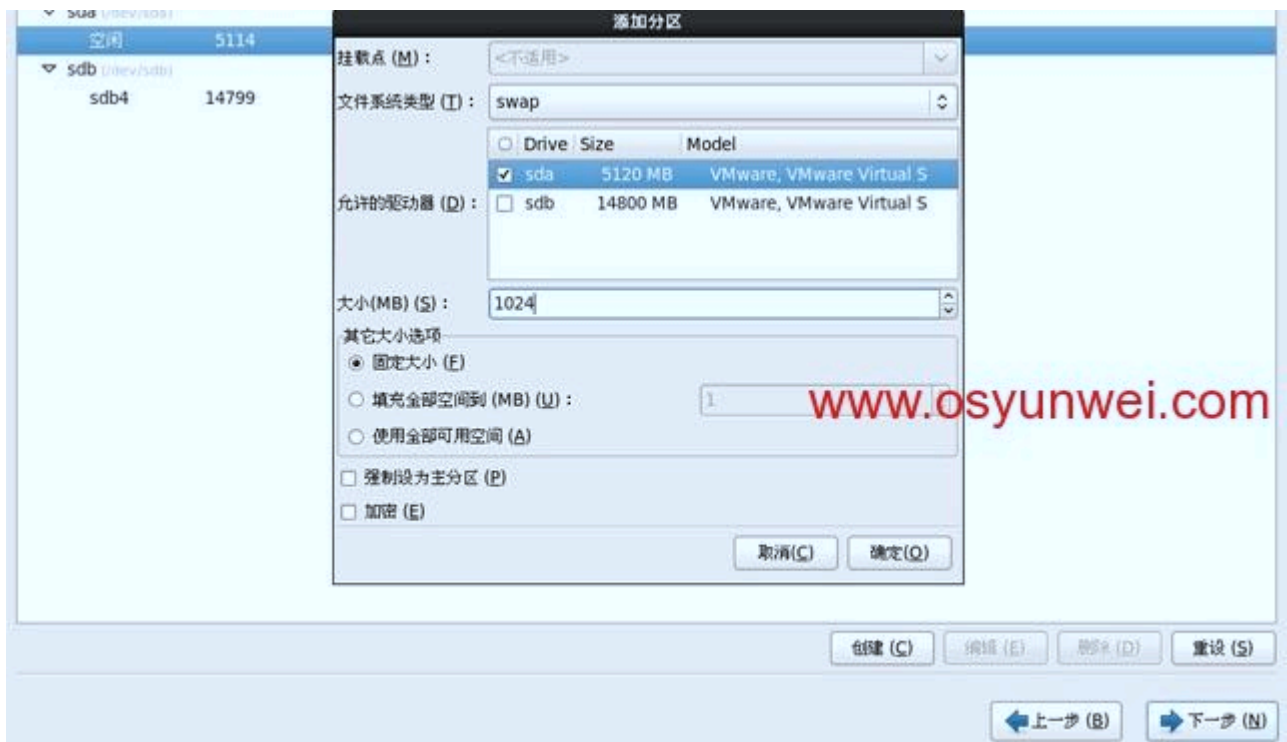 添加分区
sda (/dev/sda)
空闲 5114
sdb (/dev/sdb)
sdb4 14799
挂载点 (M)： <不适用>
文件系统类型 (T)： swap
Drive Size Model
sda 5120 MB VMware, VMware Virtual S
允许的驱动器 (D)： sdb 14800 MB VMware, VMware Virtual S
大小(MB) (S)： 1024
其它大小选项
固定大小 (F)
填充全部空间到 (MB) (U)： 1
www.osyunwei.com
使用全部可用空间 (A)
强制设为主分区 (P)
加密 (E)
取消(C) 确定(O)
创建 (C) 编辑 (E) 删除 (D) 重设 (S)
上一步 (B) 下一步 (N)